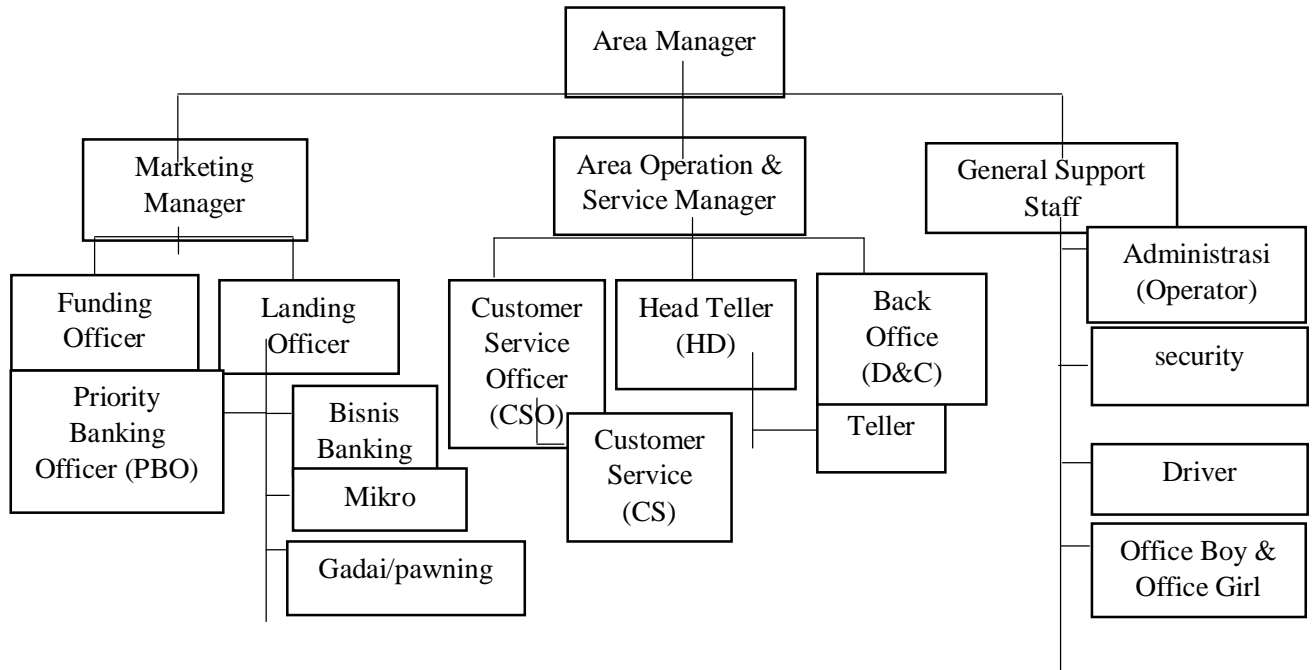 Area Manager
Marketing
Manager
Area Operation &
Service Manager
General Support
Staff
Funding
Officer
Landing
Officer
Customer
Service
Officer
(CSO)
Head Teller
(HD)
Back
Office
(D&C)
Administrasi
(Operator)
security
Priority
Banking
Officer (PBO)
Bisnis
Banking
Mikro
Gadai/pawning
Customer
Service
(CS)
Teller
Driver
Office Boy &
Office Girl